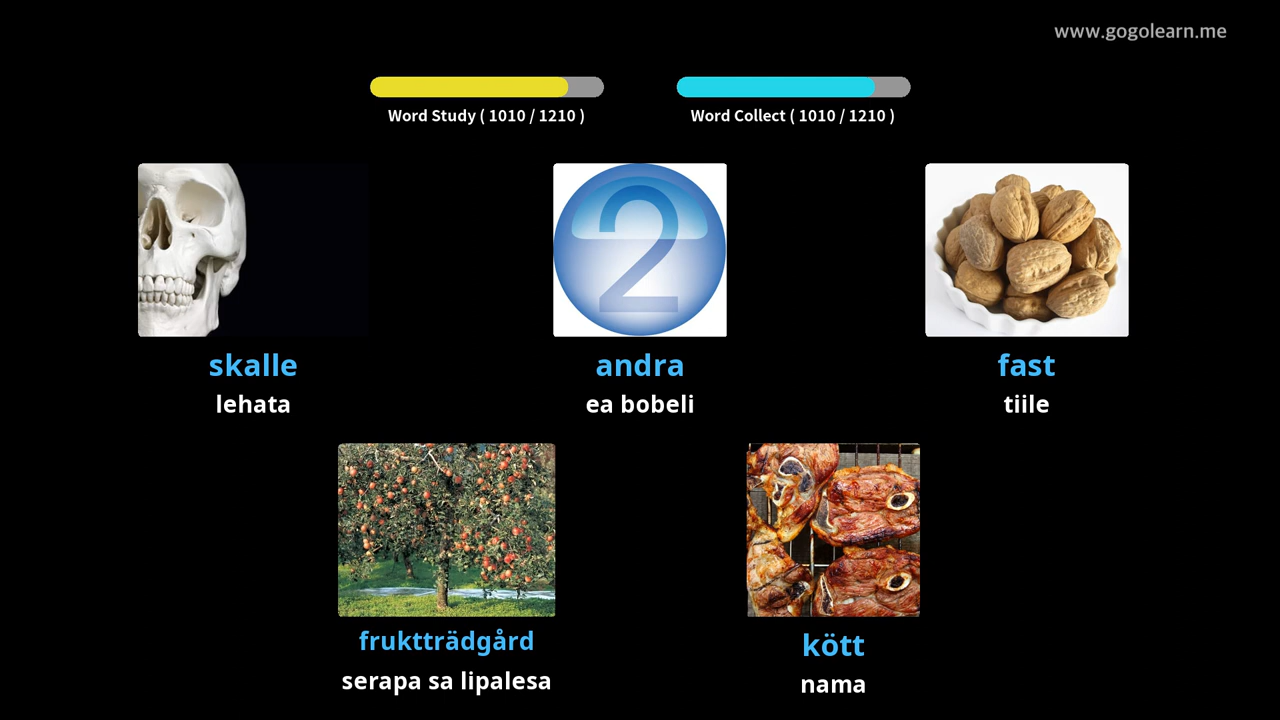 www.gogolearn.me
Word Study ( 1010 / 1210 )
Word Collect ( 1010 / 1210 )
2
skalle
lehata
andra
ea bobeli
fast
tiile
fruktträdgård
serapa sa lipalesa
kött
nama